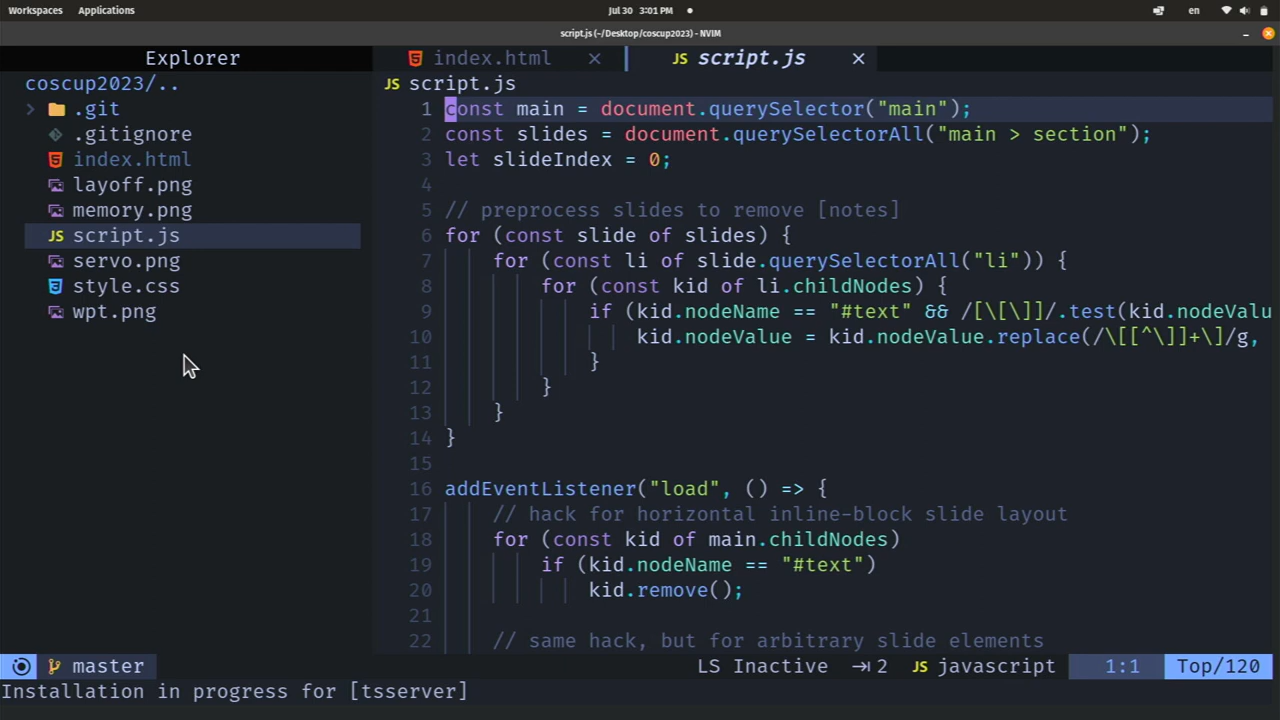 Workspaces Applications Jul 30 3:01 PM en
script.js (~/Desktop/coscup2023) - NVIM
Explorer index.html script.js
coscup2023/..
.git
.gitignore
index.html
layoff.png
memory.png
JS script.js
servo.png
style.css
wpt.png
JS script.js
1 const main = document.querySelector("main");
2 const slides = document.querySelectorAll("main > section");
3 let slideIndex = 0;
4
5 // preprocess slides to remove [notes]
6 for (const slide of slides) {
7 for (const li of slide.querySelectorAll("li")) {
8 for (const kid of li.childNodes) {
9 if (kid.nodeName == "#text" && /[\[\]]/.test(kid.nodeValu
10 kid.nodeValue = kid.nodeValue.replace(/\[[^\]]+\]/g,
11 }
12 }
13 }
14 }
15
16 addEventListener("load", () => {
17 // hack for horizontal inline-block slide layout
18 for (const kid of main.childNodes)
19 if (kid.nodeName == "#text")
20 kid.remove();
21
22 // same hack, but for arbitrary slide elements
master LS Inactive 2 JS javascript 1:1 Top/120
Installation in progress for [tsserver]